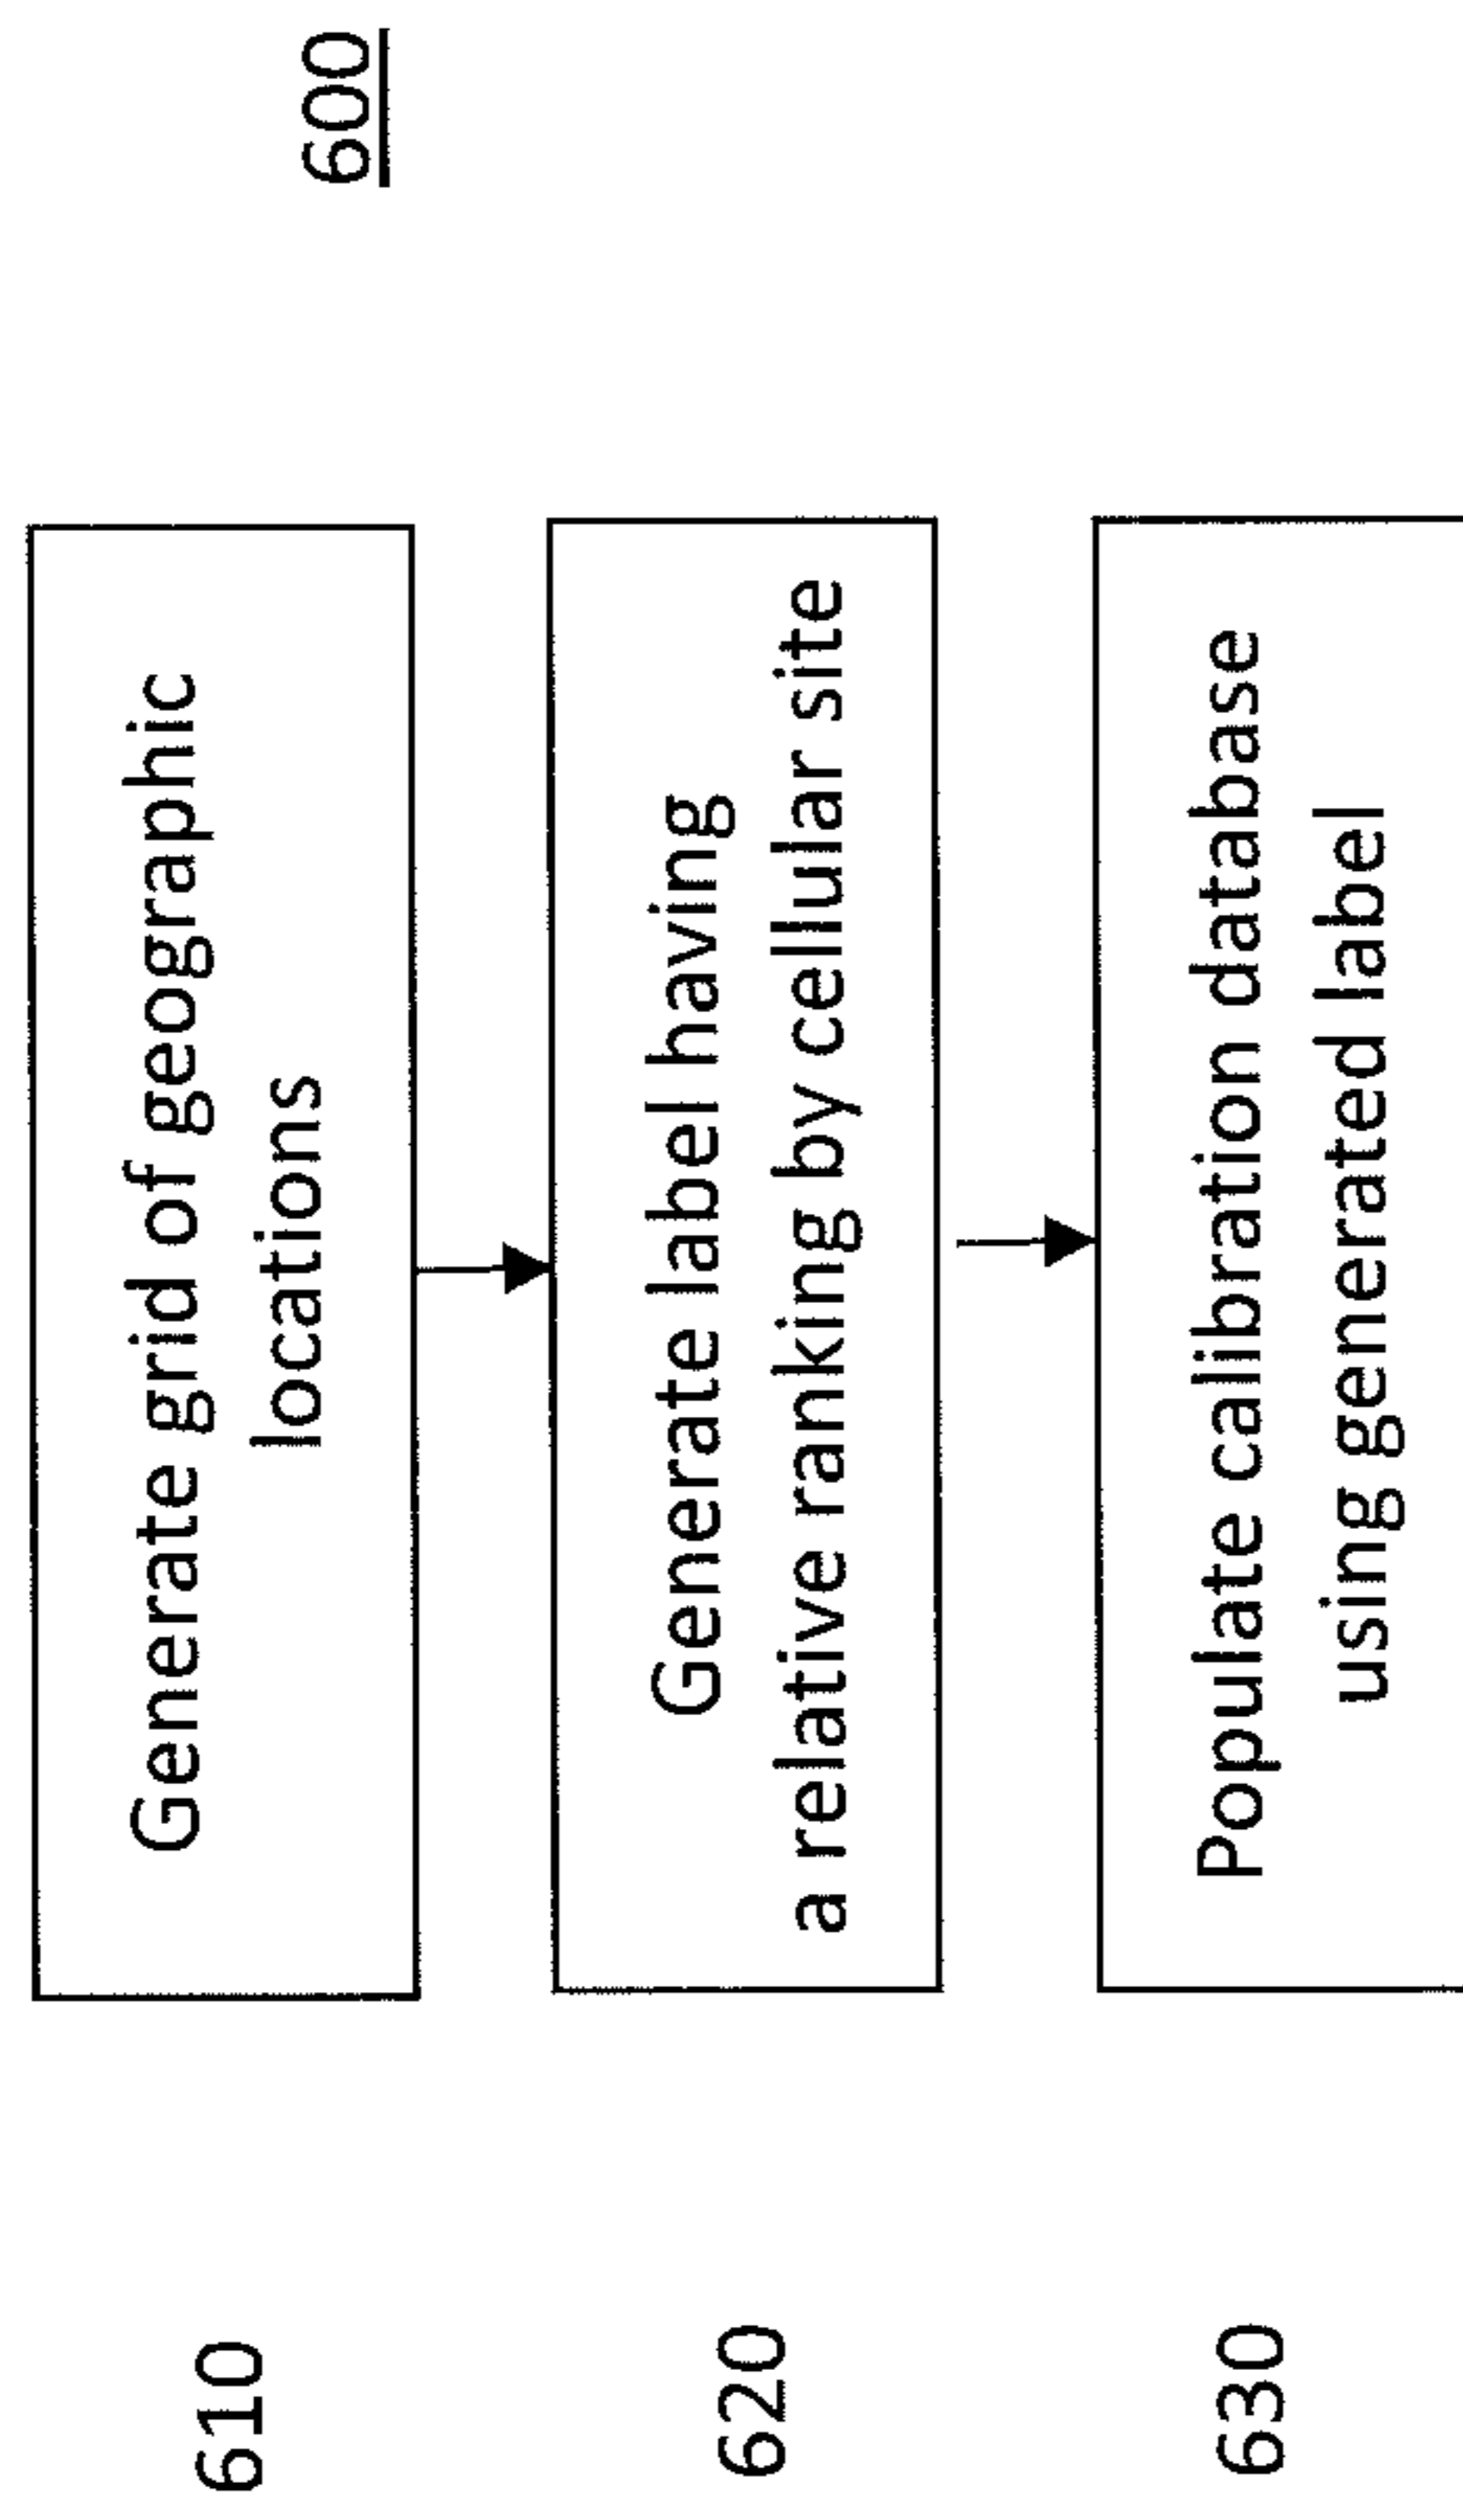 600
610
Generate grid of geographic
locations
620
Generate label having
a relative ranking by cellular site
630
Populate calibration database
using generated label